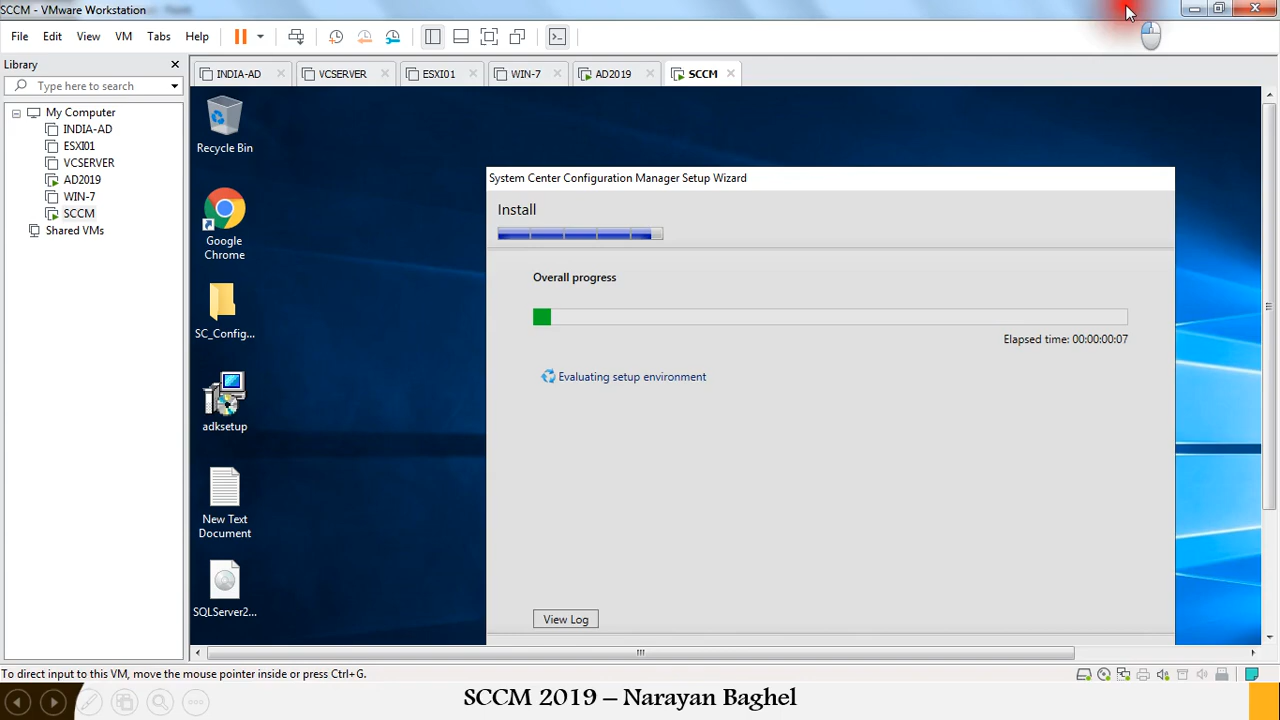 SCCM - VMware Workstation
File Edit View VM Tabs Help
Library
Type here to search
My Computer
INDIA-AD
ESXI01
VCSERVER
AD2019
WIN-7
SCCM
Shared VMs
INDIA-AD VCSERVER ESXI01 WIN-7 AD2019 SCCM
Recycle Bin
Google
Chrome
SC_Config...
adksetup
New Text
Document
SQLServer2...
System Center Configuration Manager Setup Wizard
Install
Overall progress
Elapsed time: 00:00:00:07
Evaluating setup environment
View Log
To direct input to this VM, move the mouse pointer inside or press Ctrl+G.
SCCM 2019 – Narayan Baghel